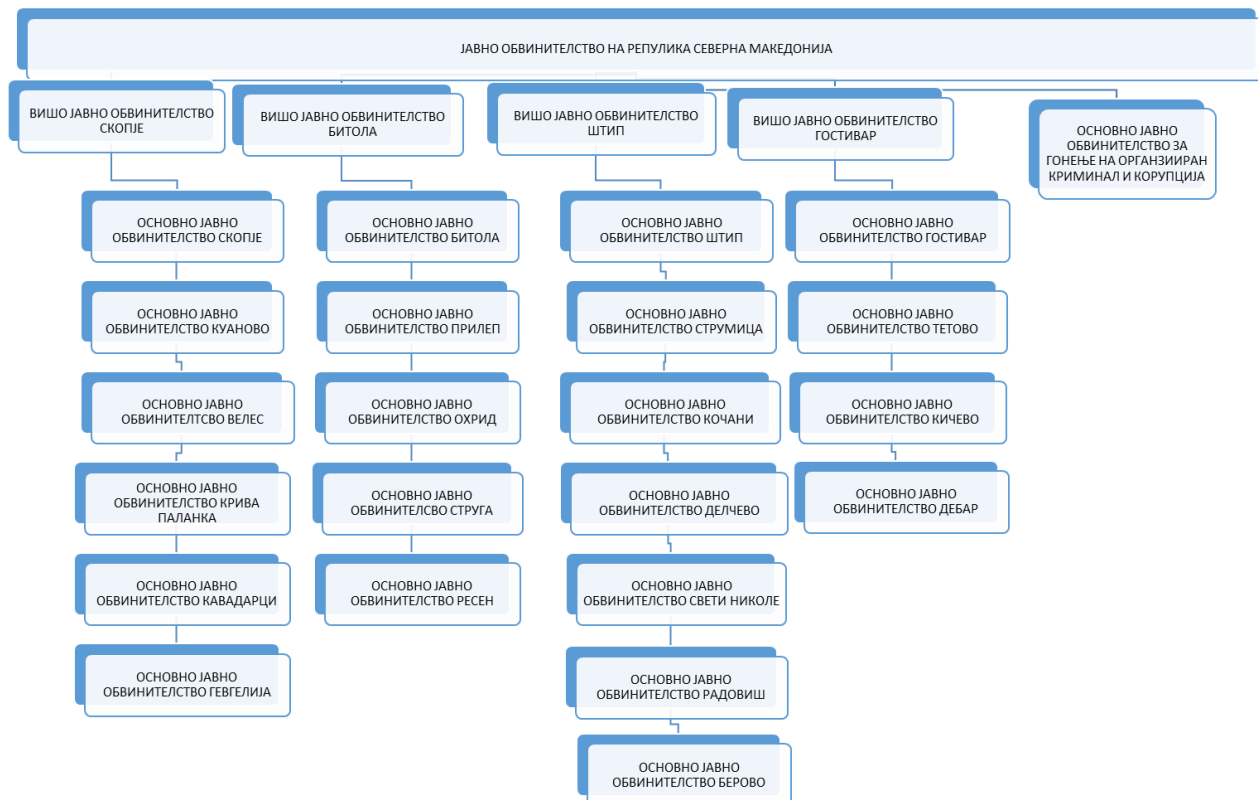 ЈАВНО ОБВИНИТЕЛСТВО НА РЕПУЛИКА СЕВЕРНА МАКЕДОНИЈА
ВИШО ЈАВНО ОБВИНИТЕЛСТВО
СКОПЈЕ
ОСНОВНО ЈАВНО
ОБВИНИТЕЛСТВО СКОПЈЕ
ОСНОВНО ЈАВНО
ОБВИНИТЕЛСТВО КУАНОВО
ОСНОВНО ЈАВНО
ОБВИНИТЕЛТСВО ВЕЛЕС
ОСНОВНО ЈАВНО
ОБВИНИТЕЛСТВО КРИВА
ПАЛАНКА
ОСНОВНО ЈАВНО
ОБВИНИТЕЛСТВО КАВАДАРЦИ
ОСНОВНО ЈАВНО
ОБВИНИТЕЛСТВО ГЕВГЕЛИЈА
ВИШО ЈАВНО ОБВИНИТЕЛСТВО
БИТОЛА
ОСНОВНО ЈАВНО
ОБВИНИТЕЛСТВО БИТОЛА
ОСНОВНО ЈАВНО
ОБВИНИТЕЛСТВО ПРИЛЕП
ОСНОВНО ЈАВНО
ОБВИНИТЕЛСТВО ОХРИД
ОСНОВНО ЈАВНО
ОБВИНИТЕЛСВО СТРУГА
ОСНОВНО ЈАВНО
ОБВИНИТЕЛСТВО РЕСЕН
ВИШО ЈАВНО ОБВИНИТЕЛСТВО
ШТИП
ОСНОВНО ЈАВНО
ОБВИНИТЕЛСТВО ШТИП
ОСНОВНО ЈАВНО
ОБВИНИТЕЛСТВО СТРУМИЦА
ОСНОВНО ЈАВНО
ОБВИНИТЕЛСТВО КОЧАНИ
ОСНОВНО ЈАВНО
ОБВИНИТЕЛСТВО ДЕЛЧЕВО
ОСНОВНО ЈАВНО
ОБВИНИТЕЛСТВО СВЕТИ НИКОЛЕ
ОСНОВНО ЈАВНО
ОБВИНИТЕЛСТВО РАДОВИШ
ОСНОВНО ЈАВНО
ОБВИНИТЕЛСТВО БЕРОВО
ВИШО ЈАВНО ОБВИНИТЕЛСТВО
ГОСТИВАР
ОСНОВНО ЈАВНО
ОБВИНИТЕЛСТВО ГОСТИВАР
ОСНОВНО ЈАВНО
ОБВИНИТЕЛСТВО ТЕТОВО
ОСНОВНО ЈАВНО
ОБВИНИТЕЛСТВО КИЧЕВО
ОСНОВНО ЈАВНО
ОБВИНИТЕЛСТВО ДЕБАР
ОСНОВНО ЈАВНО
ОБВИНИТЕЛСТВО ЗА
ГОНЕЊЕ НА ОРГАНЗИИРАН
КРИМИНАЛ И КОРУПЦИЈА